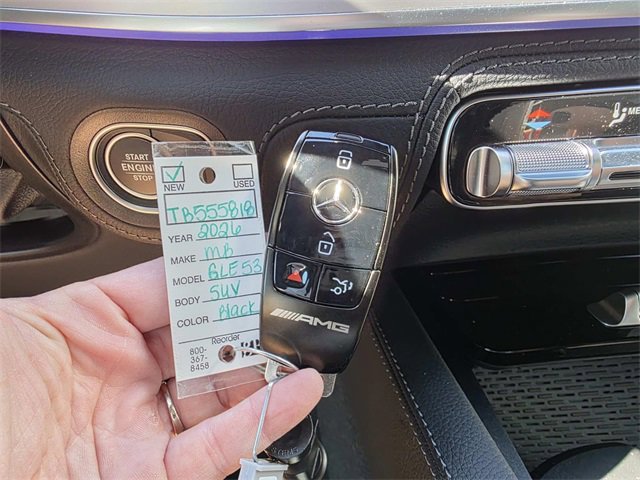 START
ENGINE
STOP
NEW
USED
TB555818
YEAR 2026
MAKE MB
MODEL GLE53
BODY SUV
COLOR Black
Reorder
800-
367-
8458
AMG